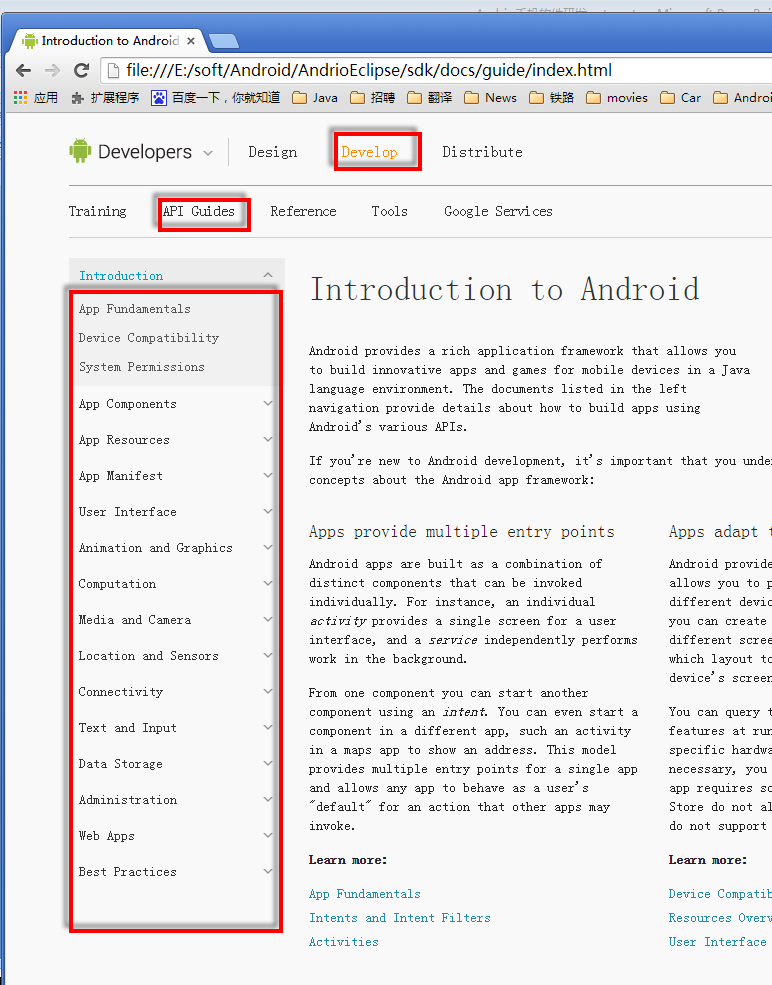 Introduction to Android
file:///E:/soft/Android/AndrioEclipse/sdk/docs/guide/index.html
应用 扩展程序 百度一下，你就知道 Java 招聘 翻译 News 铁路 movies Car Andro
Developers Design Develop Distribute
Training API Guides Reference Tools Google Services
Introduction
App Fundamentals
Device Compatibility
System Permissions
App Components
App Resources
App Manifest
User Interface
Animation and Graphics
Computation
Media and Camera
Location and Sensors
Connectivity
Text and Input
Data Storage
Administration
Web Apps
Best Practices
Introduction to Android
Android provides a rich application framework that allows you
to build innovative apps and games for mobile devices in a Java
language environment. The documents listed in the left
navigation provide details about how to build apps using
Android's various APIs.
If you're new to Android development, it's important that you unde
concepts about the Android app framework:
Apps provide multiple entry points
Android apps are built as a combination of
distinct components that can be invoked
individually. For instance, an individual
activity provides a single screen for a user
interface, and a service independently performs
work in the background.
From one component you can start another
component using an intent. You can even start a
component in a different app, such an activity
in a maps app to show an address. This model
provides multiple entry points for a single app
and allows any app to behave as a user's
"default" for an action that other apps may
invoke.
Learn more:
App Fundamentals
Intents and Intent Filters
Activities
Apps adapt t
Android provide
allows you to p
different devic
you can create
different scree
which layout to
device's screen
You can query t
features at run
specific hardwa
necessary, you
app requires so
Store do not al
do not support
Learn more:
Device Compatib
Resources Overv
User Interface